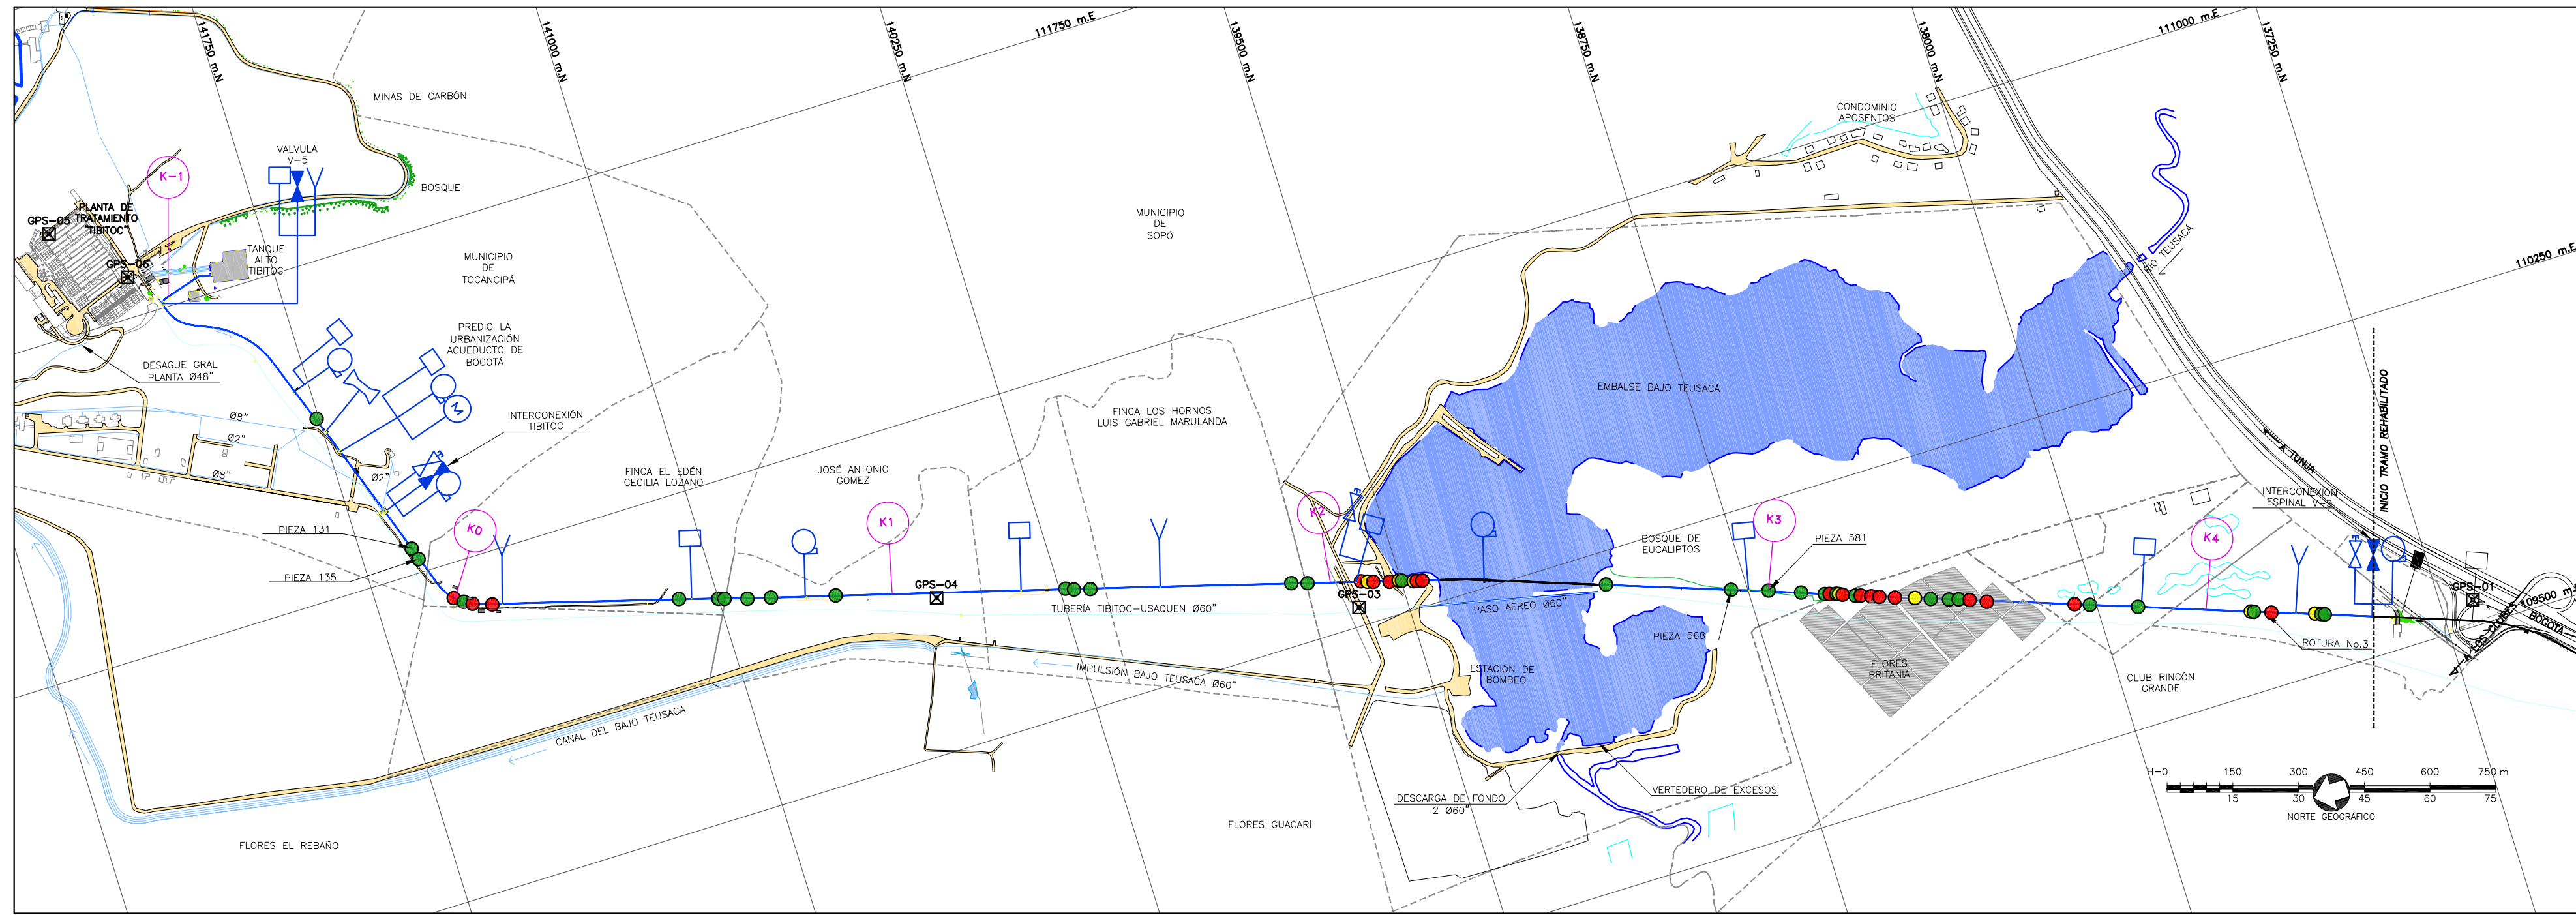 141750 m.N
141000 m.N
140250 m.N
111750 m.E
139500 m.N
138750 m.N
138000 m.N
111000 m.E
137250 m.N
MINAS DE CARBÓN
CONDOMINIO
APOSENTOS
VALVULA
V-5
K-1
BOSQUE
PLANTA DE
TRATAMIENTO
"TIBITOC"
GPS-05
GPS-06
TANQUE
ALTO
TIBITOC
MUNICIPIO
DE
TOCANCIPÁ
MUNICIPIO
DE
SOPÓ
RÍO TEUSACÁ
110250 m.E
PREDIO LA
URBANIZACIÓN
ACUEDUCTO DE
BOGOTÁ
DESAGUE GRAL
PLANTA Ø48"
M
EMBALSE BAJO TEUSACÁ
INICIO TRAMO REHABILITADO
INTERCONEXIÓN
TIBITOC
FINCA LOS HORNOS
LUIS GABRIEL MARULANDA
Ø8"
Ø2"
Ø8"
Ø2"
FINCA EL EDÉN
CECILIA LOZANO
JOSÉ ANTONIO
GOMEZ
A TUNJA
INTERCONEXIÓN
ESPINAL V-9
PIEZA 131
K0
K1
K2
K3
K4
PIEZA 581
BOSQUE DE
EUCALIPTOS
PIEZA 135
GPS-04
GPS-03
GPS-01
109500 m.E
TUBERÍA TIBITOC-USAQUEN Ø60"
PASO AEREO Ø60"
PIEZA 568
BOGOTÁ
A LOS CLUBES
ROTURA No.3
IMPULSIÓN BAJO TEUSACA Ø60"
ESTACIÓN DE
BOMBEO
FLORES
BRITANIA
CLUB RINCÓN
GRANDE
CANAL DEL BAJO TEUSACA
DESCARGA DE FONDO
2 Ø60"
VERTEDERO DE EXCESOS
H=0 150 300 450 600 750 m
15 30 45 60 75
NORTE GEOGRÁFICO
FLORES GUACARÍ
FLORES EL REBAÑO